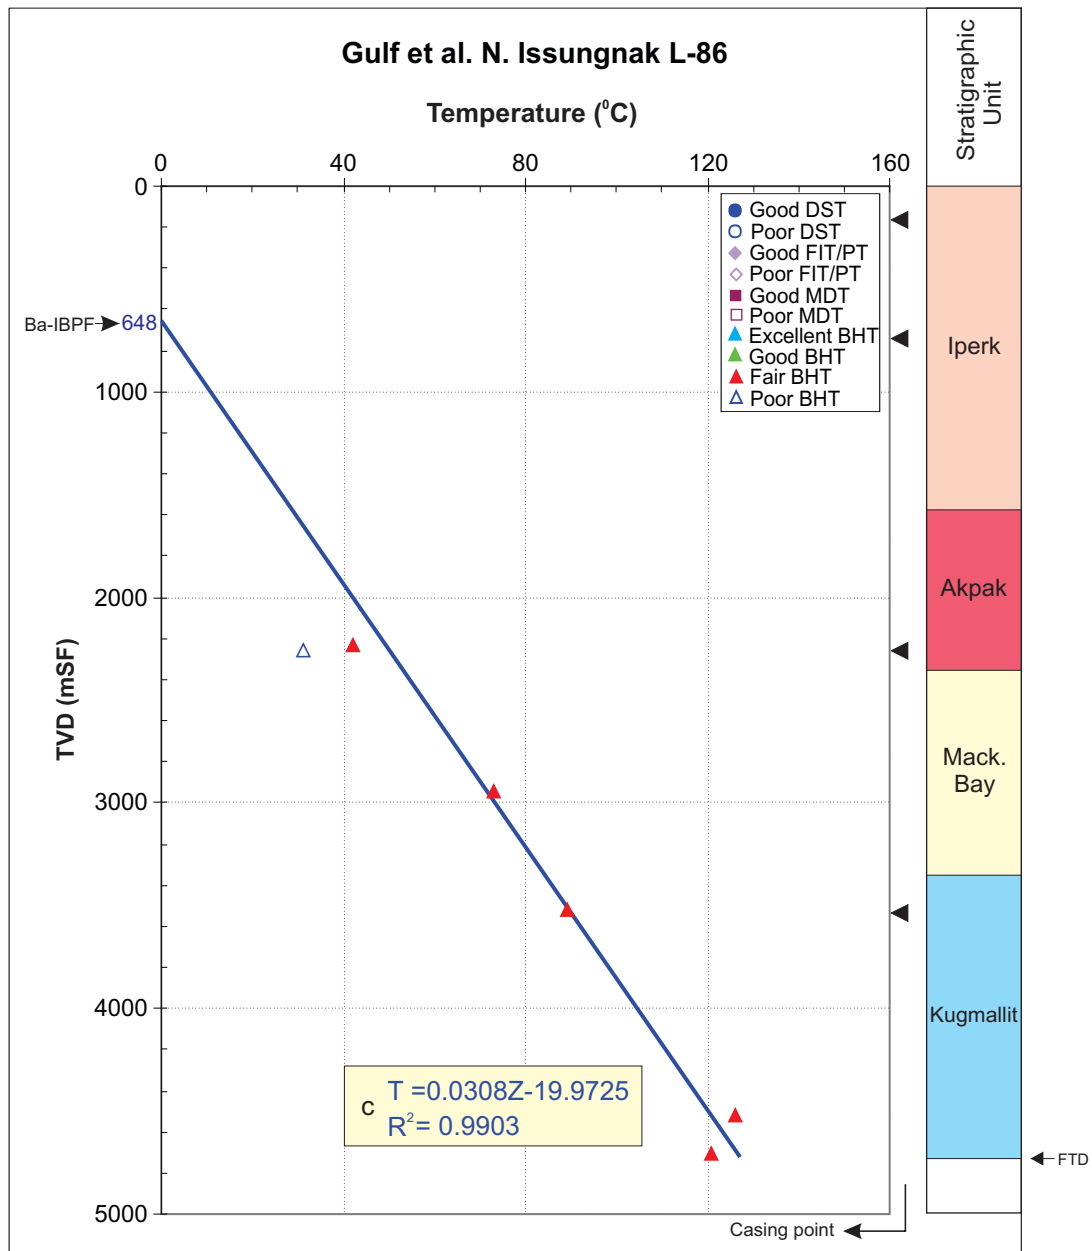 Gulf et al. N. Issungnak L-86
Temperature (⁰C)
Stratigraphic
Unit
0 40 80 120 160
0
1000
2000
3000
4000
5000
TVD (mSF)
Ba-IBPF 648
Good DST
Poor DST
Good FIT/PT
Poor FIT/PT
Good MDT
Poor MDT
Excellent BHT
Good BHT
Fair BHT
Poor BHT
Iperk
Akpak
Mack.
Bay
Kugmallit
c
T =0.0308Z-19.9725
R²= 0.9903
FTD
Casing point